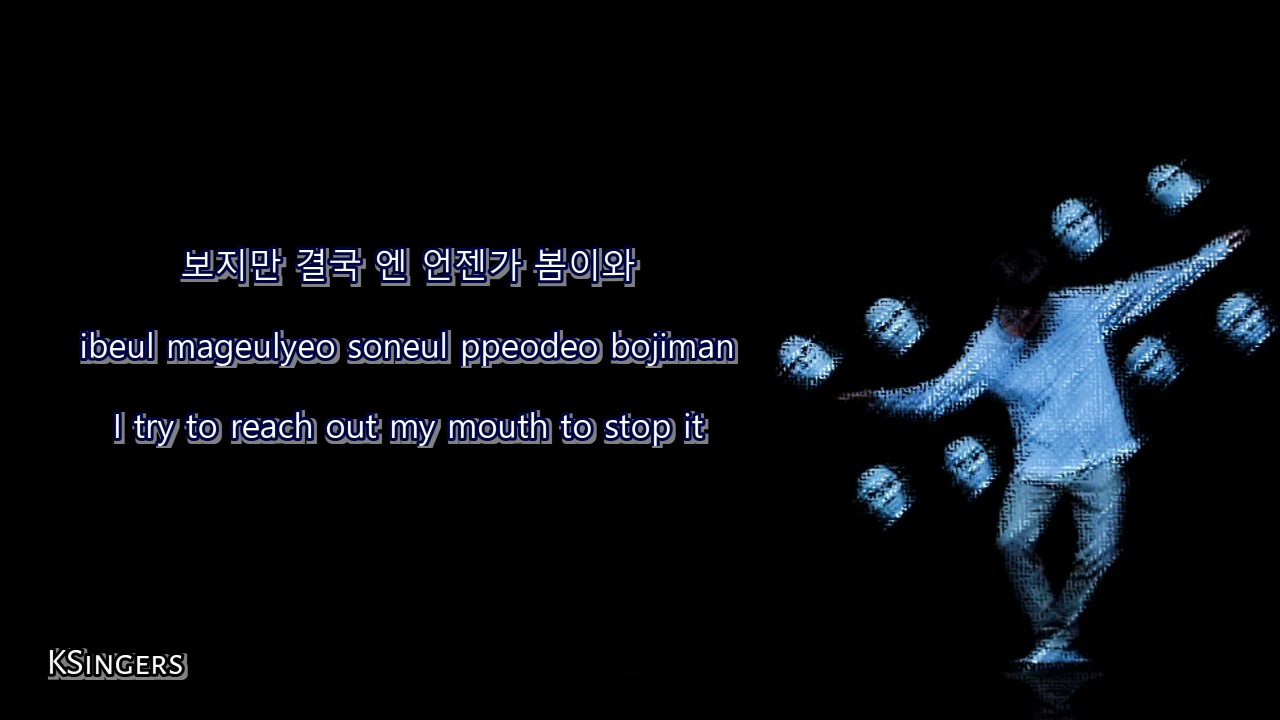 보지만 결국 엔 언젠가 봄이와
ibeul mageulyeo soneul ppeodeo bojiman
I try to reach out my mouth to stop it
KSINGERS